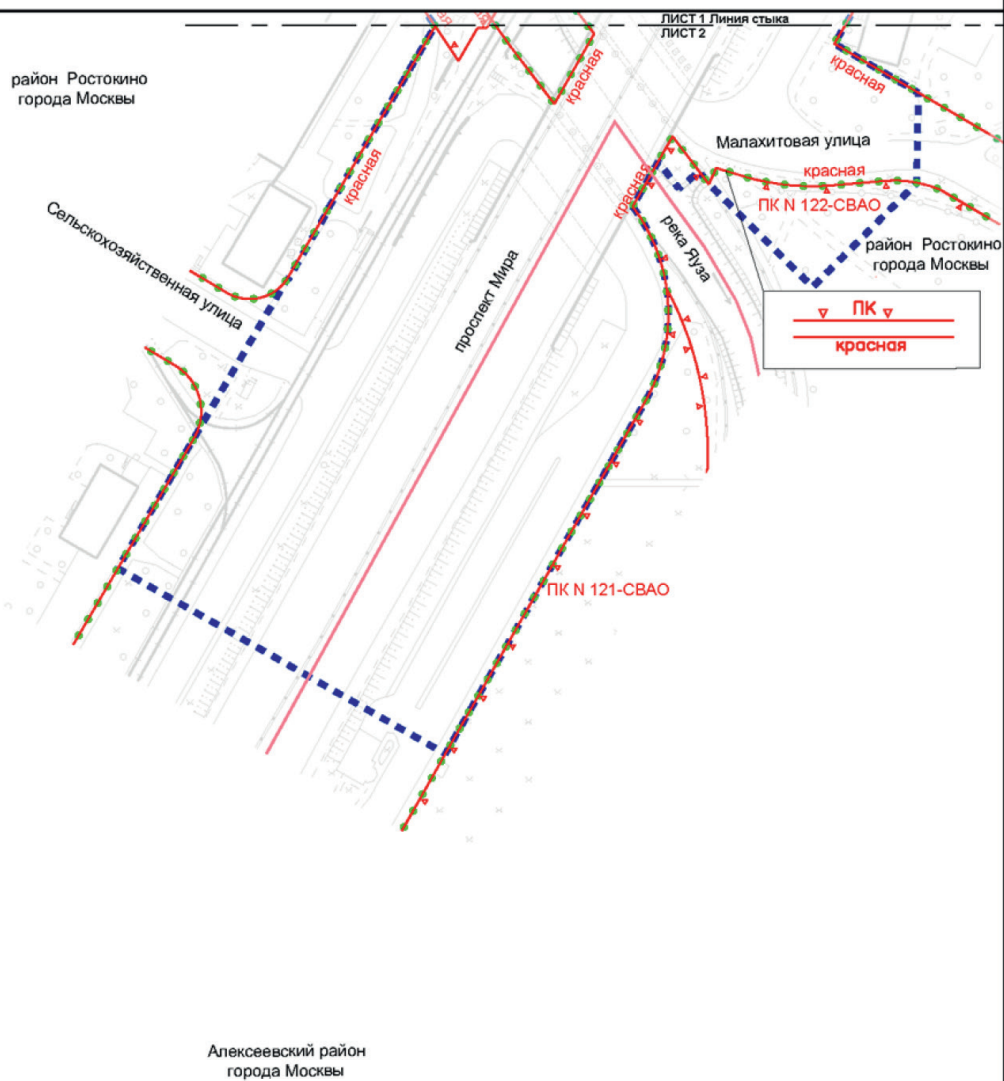 ЛИСТ 1 Линия стыка
ЛИСТ 2
район Ростокино
города Москвы
красная
красная
Малахитовая улица
красная
красная
ПК N 122-СВАО
красная
район Ростокино
города Москвы
Сельскохозяйственная улица
проспект Мира
река Яуза
ПК
красная
ПК N 121-СВАО
Алексеевский район
города Москвы